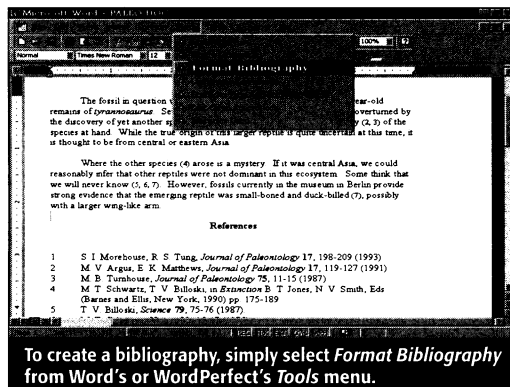 Microsoft Word - PALEO.DOC
Normal Times New Roman 12 100%
Format Bibliography
The fossil in question ear-old
remains of tyrannosaurus. Se overturned by
the discovery of yet another sp y (2, 3) of the
species at hand. While the true origin of this larger reptile is quite uncertain at this time, it
is thought to be from central or eastern Asia
Where the other species (4) arose is a mystery. If it was central Asia, we could
reasonably infer that other reptiles were not dominant in this ecosystem. Some think that
we will never know (5, 6, 7). However, fossils currently in the museum in Berlin provide
strong evidence that the emerging reptile was small-boned and duck-billed (7), possibly
with a larger wing-like arm.
References
1 S I Morehouse, R S Tung, Journal of Paleontology 17, 198-209 (1993)
2 M V Argus, E K Matthews, Journal of Paleontology 17, 119-127 (1991)
3 M B Turnhouse, Journal of Paleontology 75, 11-15 (1987)
4 M T Schwartz, T V Billoski, in Extinction B T Jones, N V Smith, Eds
(Barnes and Ellis, New York, 1990) pp 175-189
5 T V Billoski, Science 79, 75-76 (1987)
To create a bibliography, simply select Format Bibliography
from Word's or WordPerfect's Tools menu.